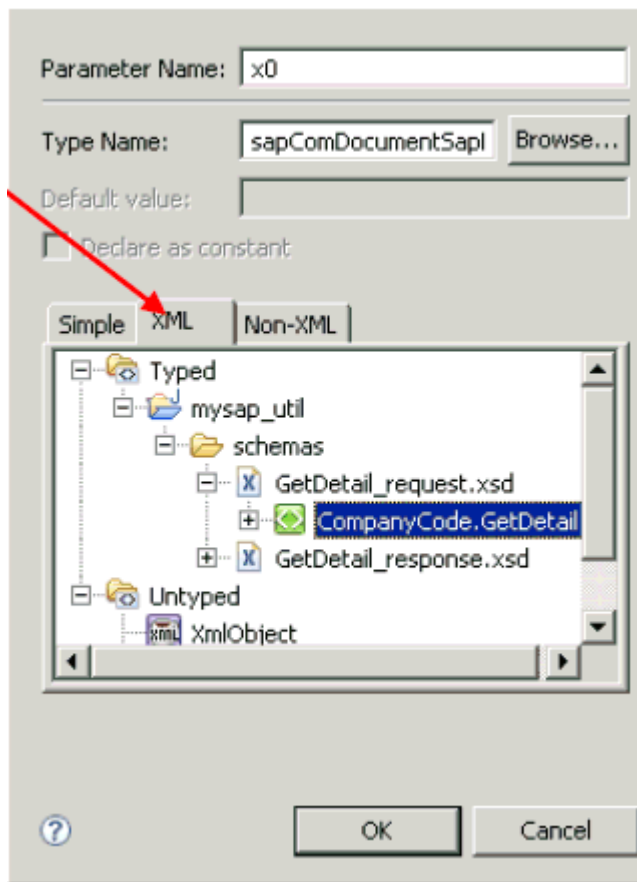 Parameter Name: x0
Type Name: sapComDocumentSapl Browse...
Default value:
Declare as constant
Simple XML Non-XML
Typed
mysap_util
schemas
GetDetail_request.xsd
CompanyCode.GetDetail
GetDetail_response.xsd
Untyped
XmlObject
OK Cancel